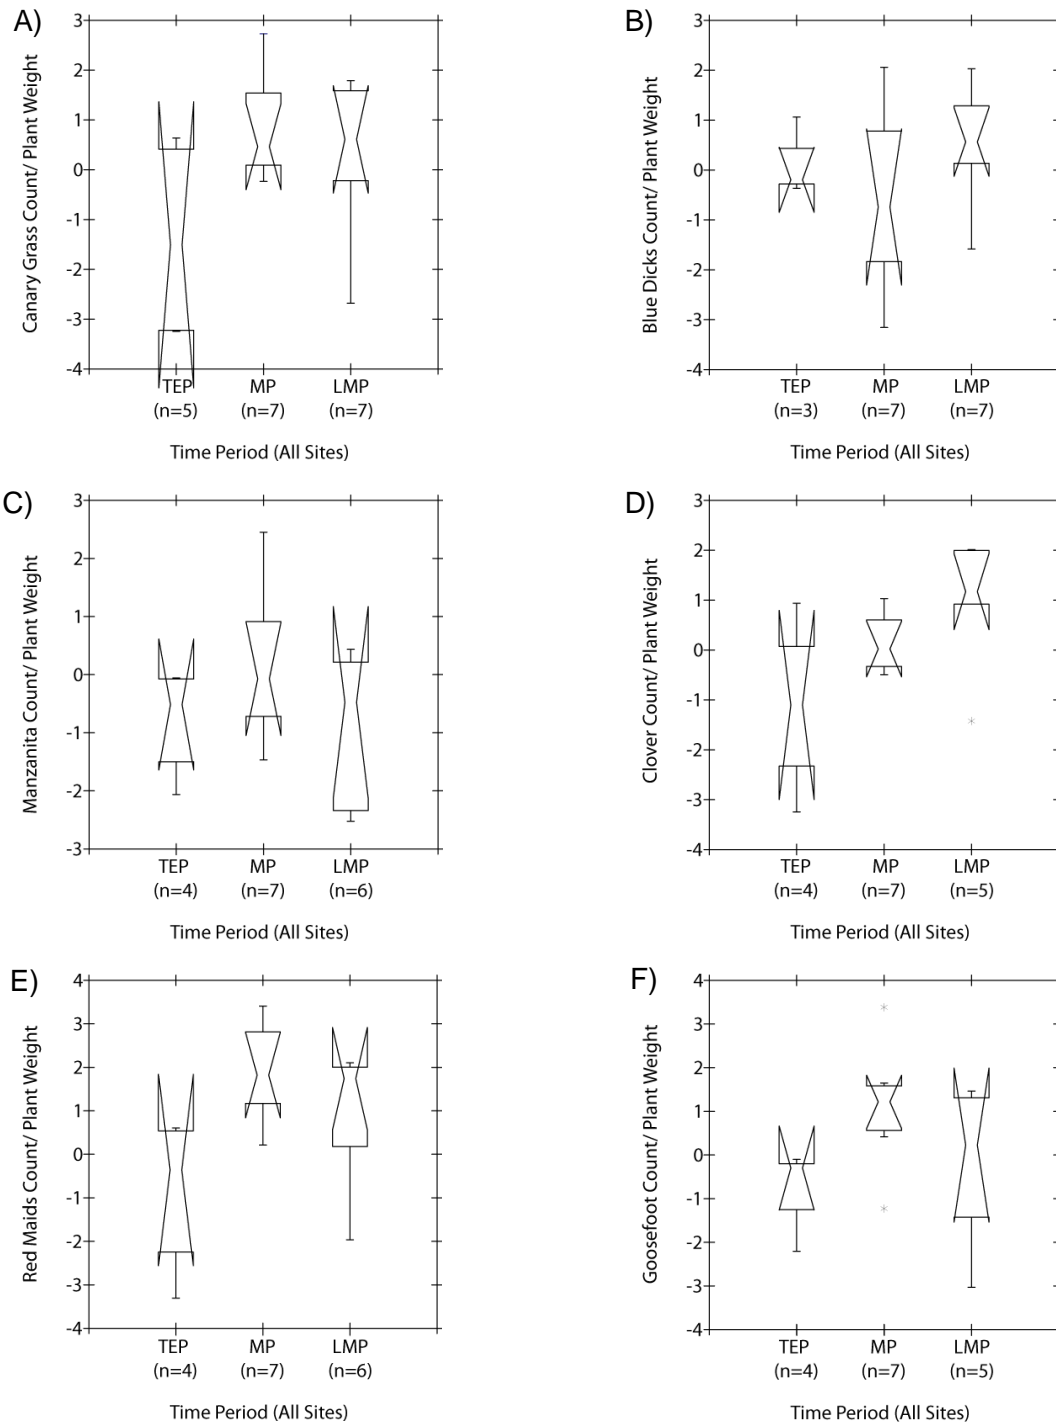 A)
Canary Grass Count/ Plant Weight
3
2
1
0
-1
-2
-3
-4
TEP MP LMP
(n=5) (n=7) (n=7)
Time Period (All Sites)
B)
Blue Dicks Count/ Plant Weight
3
2
1
0
-1
-2
-3
-4
TEP MP LMP
(n=3) (n=7) (n=7)
Time Period (All Sites)
C)
Manzanita Count/ Plant Weight
3
2
1
0
-1
-2
-3
TEP MP LMP
(n=4) (n=7) (n=6)
Time Period (All Sites)
D)
Clover Count/ Plant Weight
3
2
1
0
-1
-2
-3
-4
TEP MP LMP
(n=4) (n=7) (n=5)
Time Period (All Sites)
E)
Red Maids Count/ Plant Weight
4
3
2
1
0
-1
-2
-3
-4
TEP MP LMP
(n=4) (n=7) (n=6)
Time Period (All Sites)
F)
Goosefoot Count/ Plant Weight
4
3
2
1
0
-1
-2
-3
-4
TEP MP LMP
(n=4) (n=7) (n=5)
Time Period (All Sites)